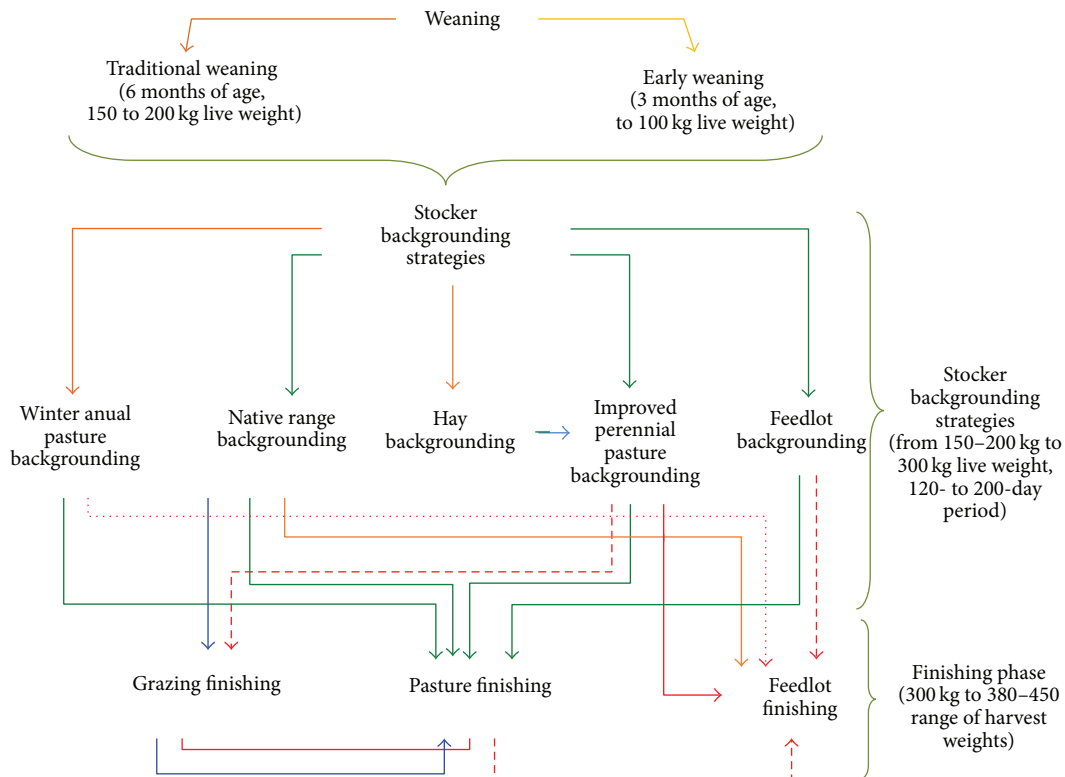 Weaning
Traditional weaning
(6 months of age,
150 to 200 kg live weight)
Early weaning
(3 months of age,
to 100 kg live weight)
Stocker
backgrounding
strategies
Winter anual
pasture
backgrounding
Native range
backgrounding
Hay
backgrounding
Improved
perennial
pasture
backgrounding
Feedlot
backgrounding
Stocker
backgrounding
strategies
(from 150–200 kg to
300 kg live weight,
120- to 200-day
period)
Grazing finishing
Pasture finishing
Feedlot
finishing
Finishing phase
(300 kg to 380–450
range of harvest
weights)